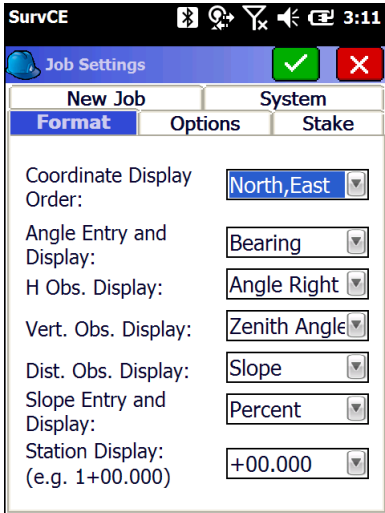 SurvCE 3:11
Job Settings
New Job System
Format Options Stake
Coordinate Display
Order:
North,East
Angle Entry and
Display:
Bearing
H Obs. Display: Angle Right
Vert. Obs. Display: Zenith Angle
Dist. Obs. Display: Slope
Slope Entry and
Display:
Percent
Station Display:
(e.g. 1+00.000)
+00.000